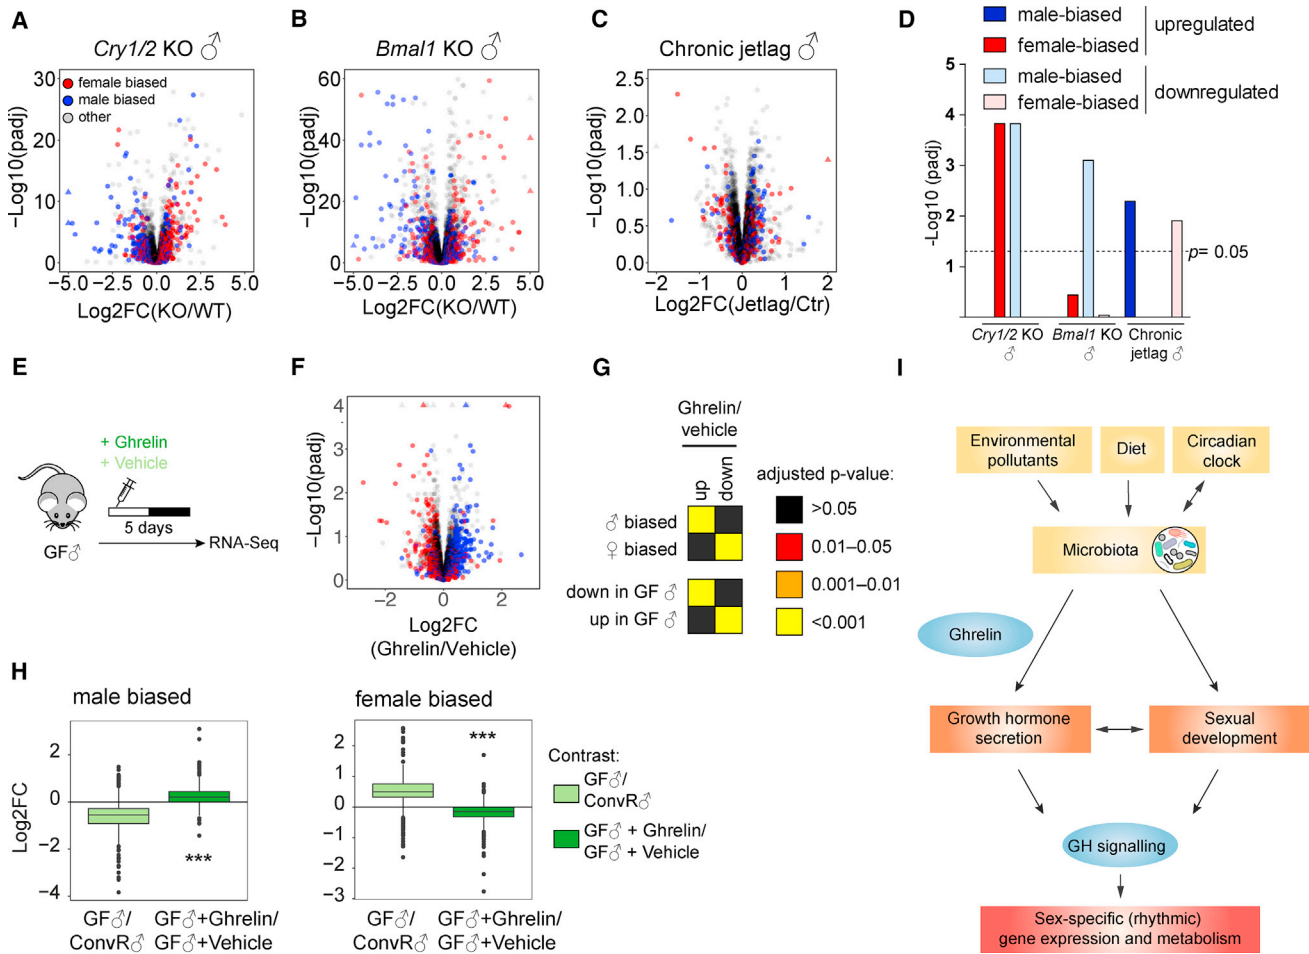 A
Cry1/2 KO ♂
female biased
male biased
other
30
20
10
0
−Log10(padj)
−5.0 −2.5 0.0 2.5 5.0
Log2FC(KO/WT)
B
Bmal1 KO ♂
60
40
20
0
−Log10(padj)
−5.0 −2.5 0.0 2.5 5.0
Log2FC(KO/WT)
C
Chronic jetlag ♂
2.5
2.0
1.5
1.0
0.5
0.0
−Log10(padj)
−2 −1 0 1 2
Log2FC(Jetlag/Ctr)
D
male-biased
female-biased
upregulated
male-biased
female-biased
downregulated
5
4
3
2
1
-Log10 (padj)
p= 0.05
Cry1/2 KO
♂
Bmal1 KO
♂
Chronic
jetlag ♂
E
+ Ghrelin
+ Vehicle
5 days
GF♂
RNA-Seq
F
4
3
2
1
0
−Log10(padj)
−2 0 2
Log2FC
(Ghrelin/Vehicle)
G
Ghrelin/
vehicle
up
down
♂ biased
♀ biased
down in GF ♂
up in GF ♂
adjusted p-value:
>0.05
0.01–0.05
0.001–0.01
<0.001
H
male biased
Log2FC
2
0
−2
−4
***
GF♂/
ConvR♂
GF♂+Ghrelin/
GF♂+Vehicle
female biased
2
1
0
−1
−2
−3
***
GF♂/
ConvR♂
GF♂+Ghrelin/
GF♂+Vehicle
Contrast:
GF♂/
ConvR♂
GF♂ + Ghrelin/
GF♂ + Vehicle
I
Environmental
pollutants
Diet
Circadian
clock
Microbiota
Ghrelin
Growth hormone
secretion
Sexual
development
GH signalling
Sex-specific (rhythmic)
gene expression and metabolism